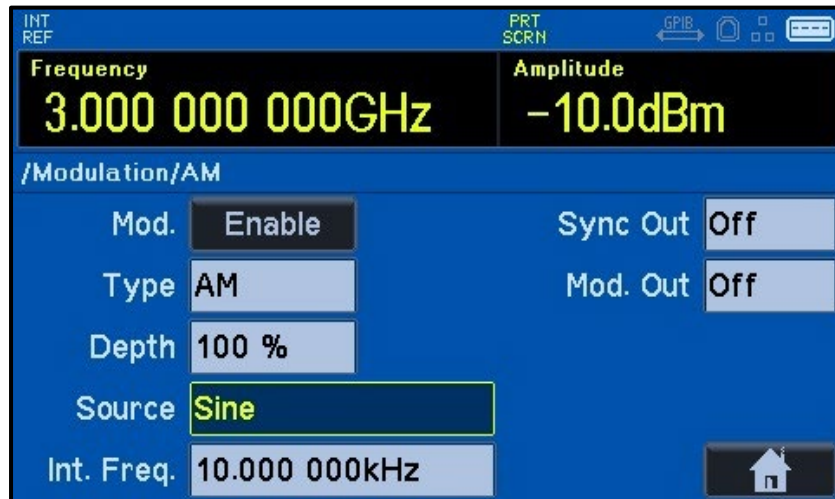 INT
REF
PRT
SCRN
GPIB
Frequency
3.000 000 000GHz
Amplitude
-10.0dBm
/Modulation/AM
Mod. Enable
Sync Out Off
Type AM
Mod. Out Off
Depth 100 %
Source Sine
Int. Freq. 10.000 000kHz